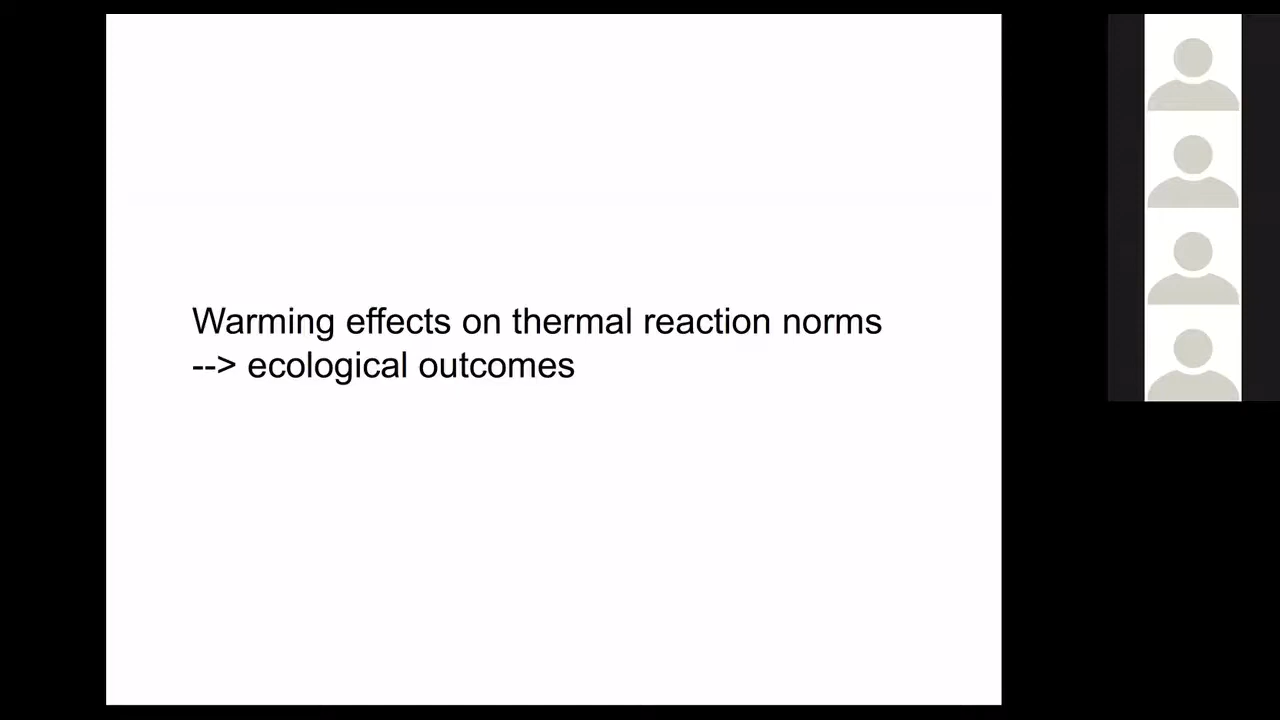 Warming effects on thermal reaction norms
--> ecological outcomes